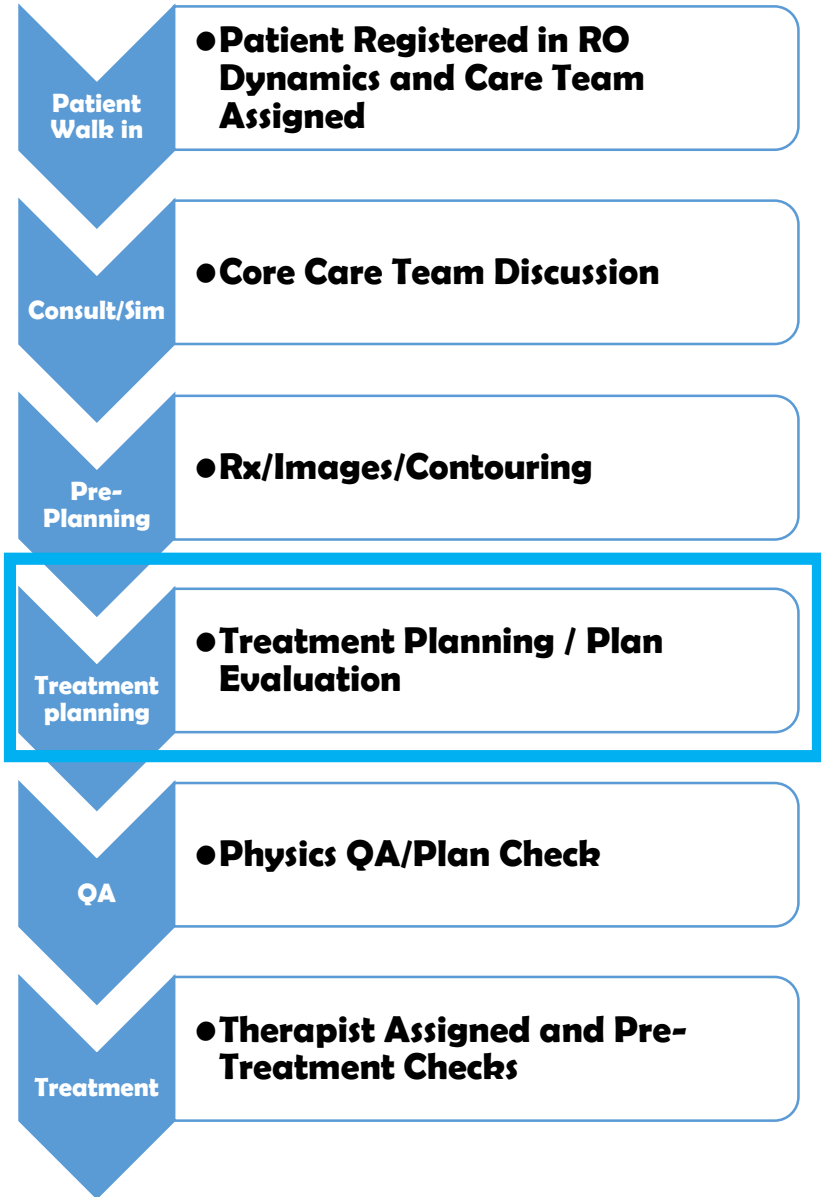 Patient
Walk in
●Patient Registered in RO
Dynamics and Care Team
Assigned
Consult/Sim
●Core Care Team Discussion
Pre-
Planning
●Rx/Images/Contouring
Treatment
planning
●Treatment Planning / Plan
Evaluation
QA
●Physics QA/Plan Check
Treatment
●Therapist Assigned and Pre-
Treatment Checks